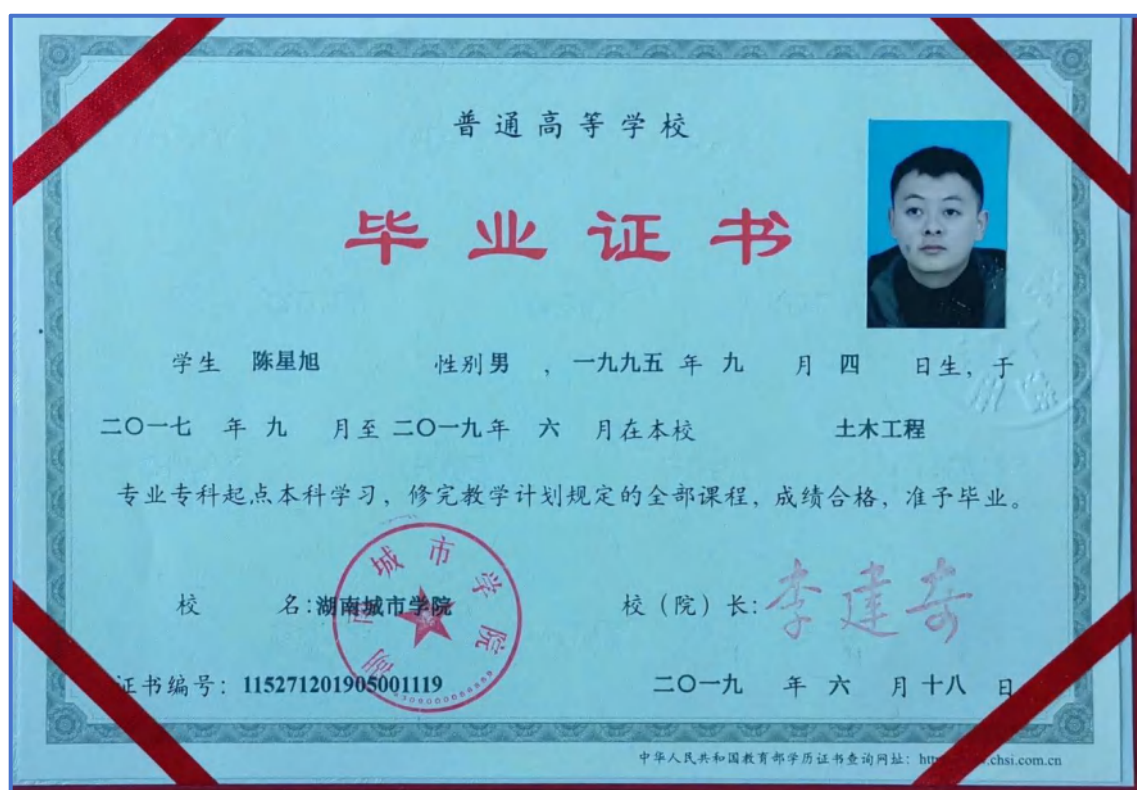 普通高等学校
毕业证书
学生 陈星旭 性别 男 ，一九九五 年 九 月 四 日生，于
二〇一七 年 九 月至 二〇一九 年 六 月在本校 土木工程
专业专科起点本科学习，修完教学计划规定的全部课程，成绩合格，准予毕业。
湖南城市学院
校 名：湖南城市学院 校（院）长：李建奇
证书编号：115271201905001119 二〇一九 年 六 月 十八 日
中华人民共和国教育部学历证书查询网址： .chsi.com.cn